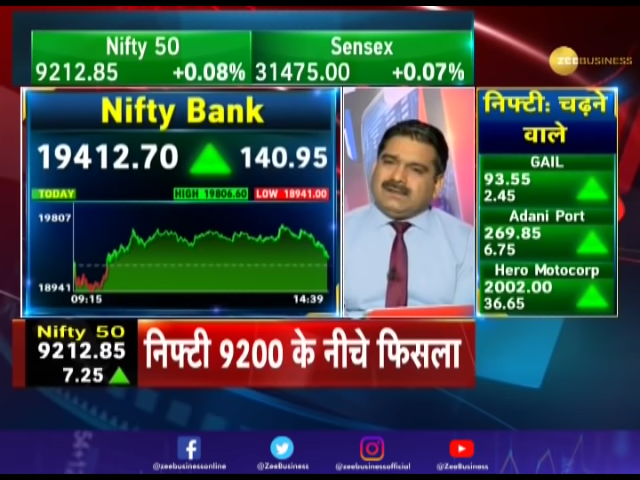 Nifty 50
9212.85 +0.08%
Sensex
31475.00 +0.07%
ZEEBUSINESS
Nifty Bank
19412.70 140.95
TODAY HIGH 19806.60 LOW 18941.00
19807
18941
09:15 14:39
निफ्टी: चढ़ने
वाले
GAIL
93.55
2.45
Adani Port
269.85
6.75
Hero Motocorp
2002.00
36.65
Nifty 50
9212.85
7.25
निफ्टी 9200 के नीचे फिसला
@zeebusinessonline
@ZeeBusiness
@zeebusinessofficial
@ZeeBusiness